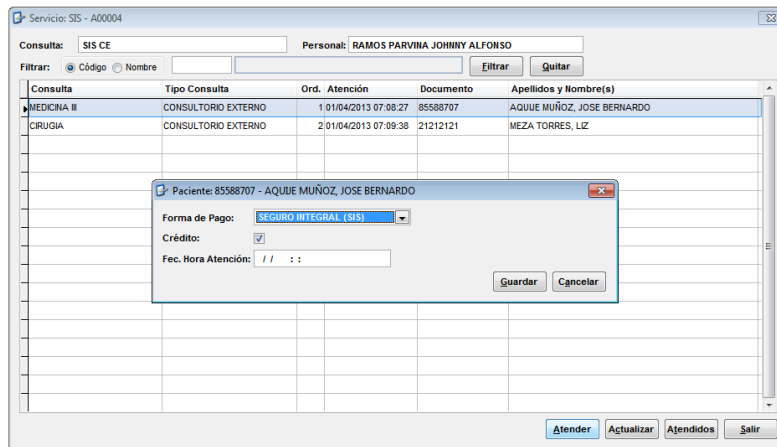 Servicio: SIS - A00004
Consulta: SIS CE Personal: RAMOS PARVINA JOHNNY ALFONSO
Filtrar: Código Nombre Filtrar Quitar
Consulta Tipo Consulta Ord. Atención Documento Apellidos y Nombre(s)
MEDICINA III CONSULTORIO EXTERNO 1 01/04/2013 07:08:27 85588707 AQUIJE MUÑOZ, JOSE BERNARDO
CIRUGIA CONSULTORIO EXTERNO 2 01/04/2013 07:09:38 21212121 MEZA TORRES, LIZ
Paciente: 85588707 - AQUIJE MUÑOZ, JOSE BERNARDO
Forma de Pago: SEGURO INTEGRAL (SIS)
Crédito:
Fec. Hora Atención: / / : :
Guardar Cancelar
Atender Actualizar Atendidos Salir